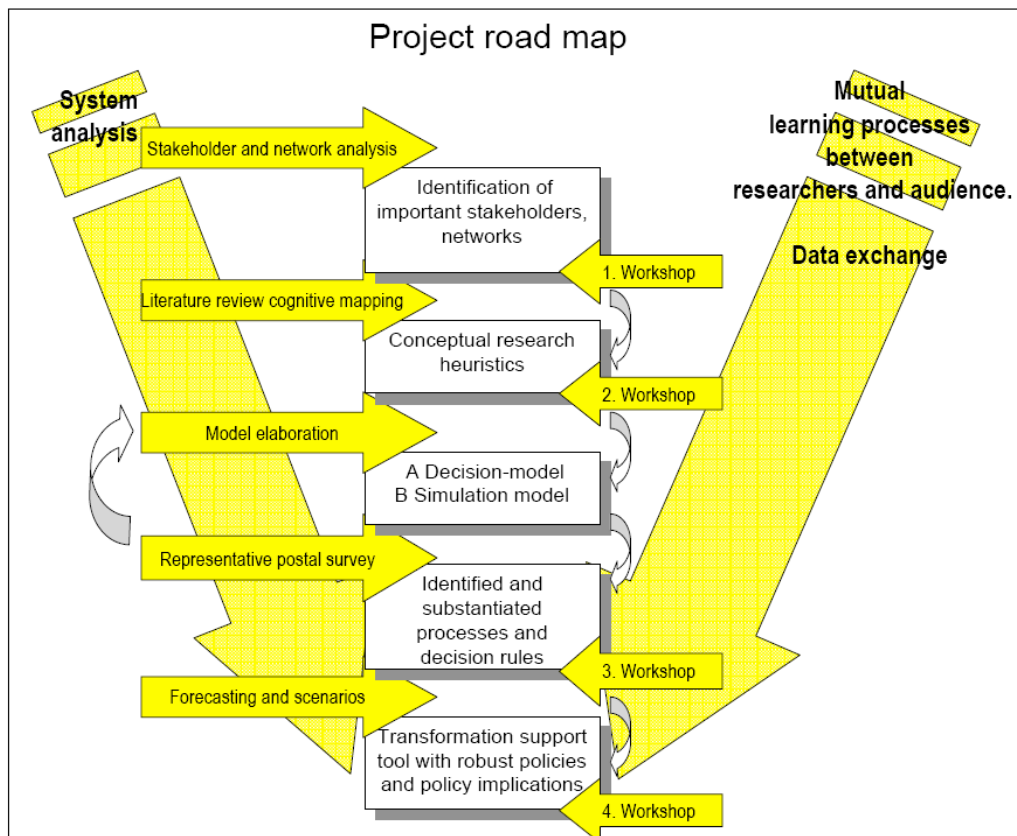 Project road map
System
analysis
Mutual
learning processes
between
researchers and audience.
Data exchange
Stakeholder and network analysis
Identification of
important stakeholders,
networks
1. Workshop
Literature review cognitive mapping
Conceptual research
heuristics
2. Workshop
Model elaboration
A Decision-model
B Simulation model
Representative postal survey
Identified and
substantiated
processes and
decision rules
3. Workshop
Forecasting and scenarios
Transformation support
tool with robust policies
and policy implications
4. Workshop